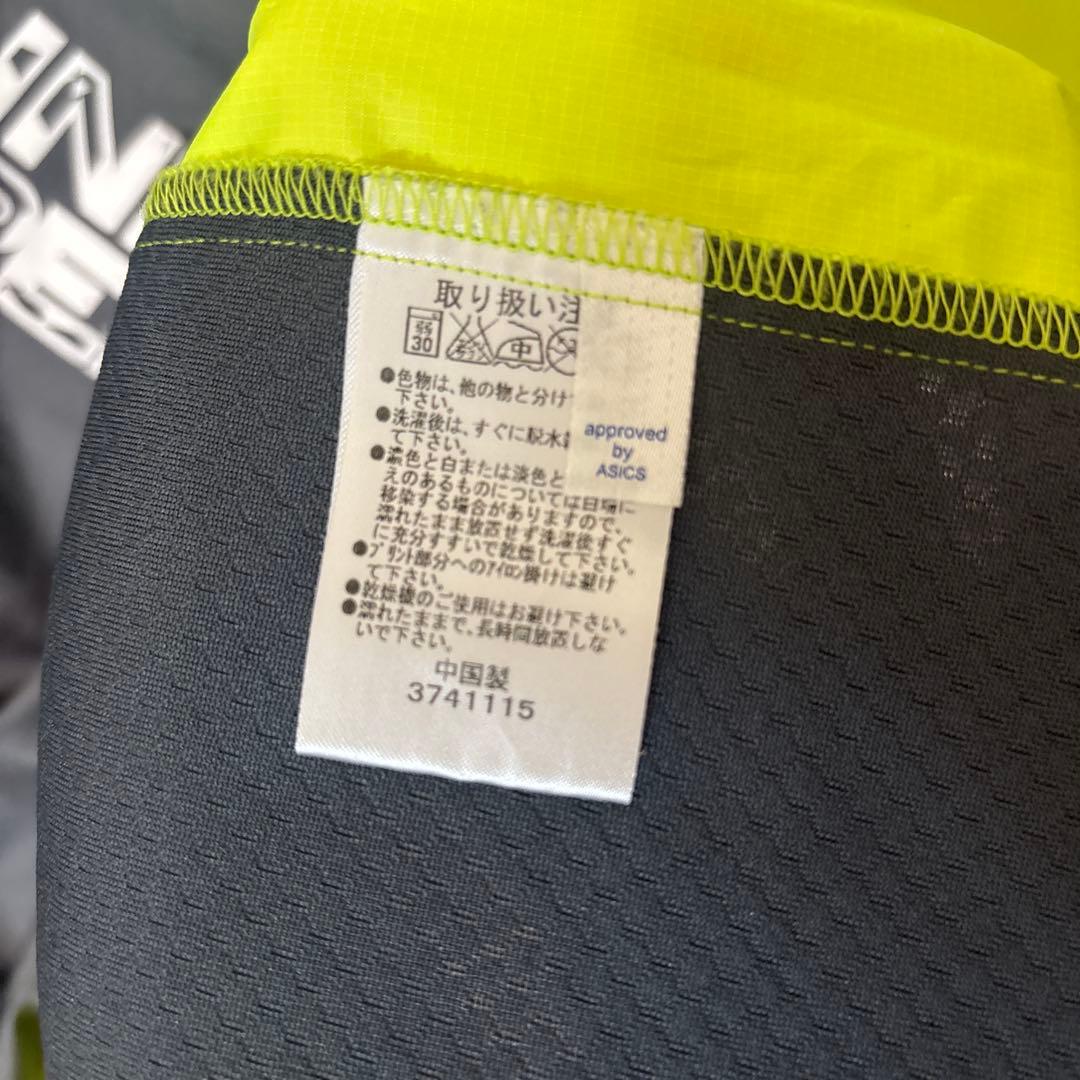 取り扱い注
弱
30
中
●色物は、他の物と分け
下さい。
●洗濯後は、すぐに脱水
て下さい。
●濃色と白または淡色と
えのあるものについては
移染する場合がありますので、
濡れたまま放置せず洗濯後すぐ
に充分すすいで乾燥して下さい。
●プリント部分へのアイロン掛けは避け
て下さい。
●乾燥機のご使用はお避け下さい。
●濡れたままで、長時間放置しな
いで下さい。
中国製
3741115
approved
by
ASICS